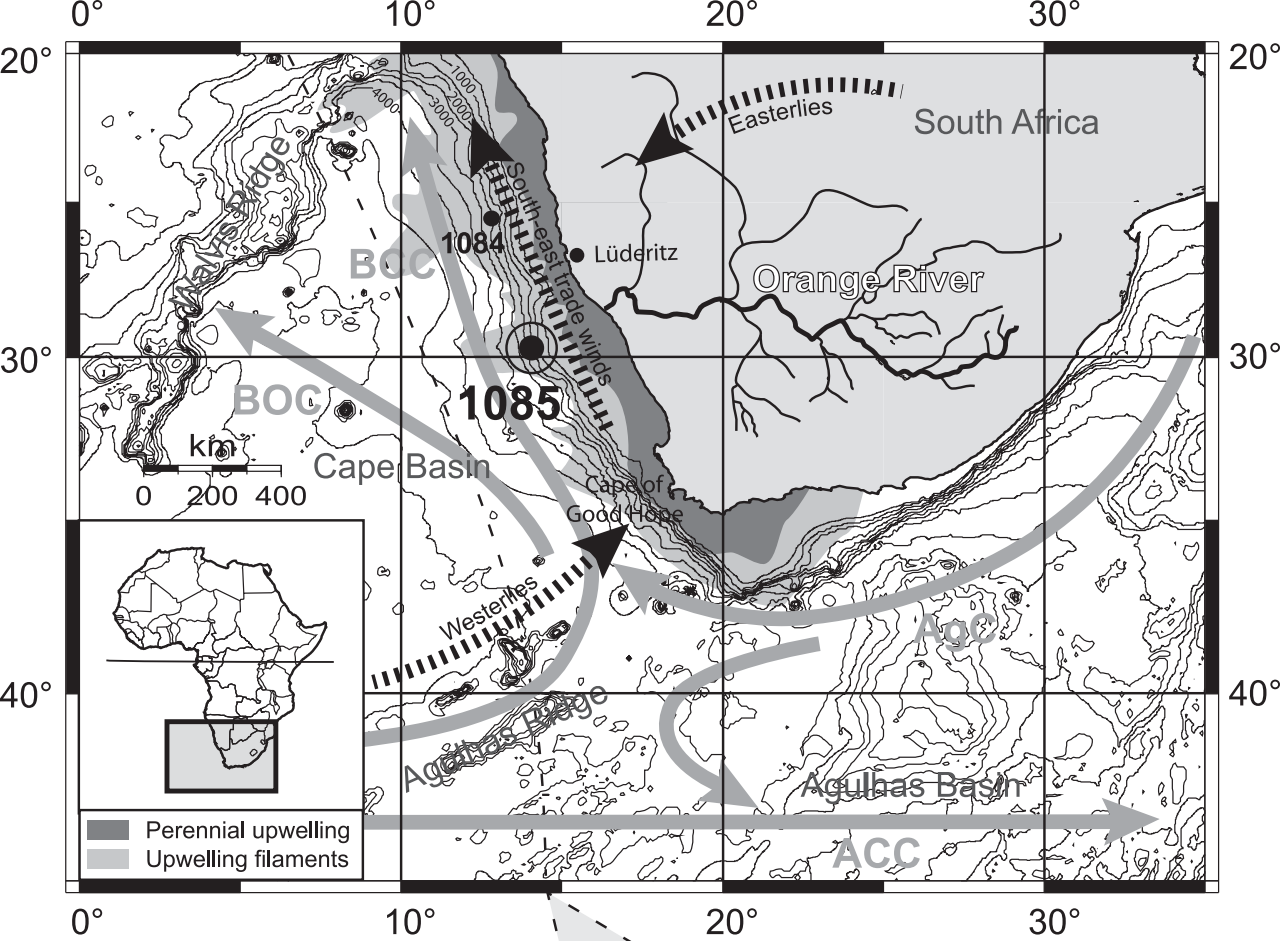 0° 10° 20° 30°
20° 20°
1000
2000
3000
4000
Easterlies
South Africa
Walvis Ridge
South-east trade winds
1084
BCC
Lüderitz
Orange River
30° 30°
BOC
1085
km
0 200 400
Cape Basin
Cape of
Good Hope
Westerlies
AgC
40° 40°
Agulhas Ridge
Agulhas Basin
ACC
Perennial upwelling
Upwelling filaments
0° 10° 20° 30°